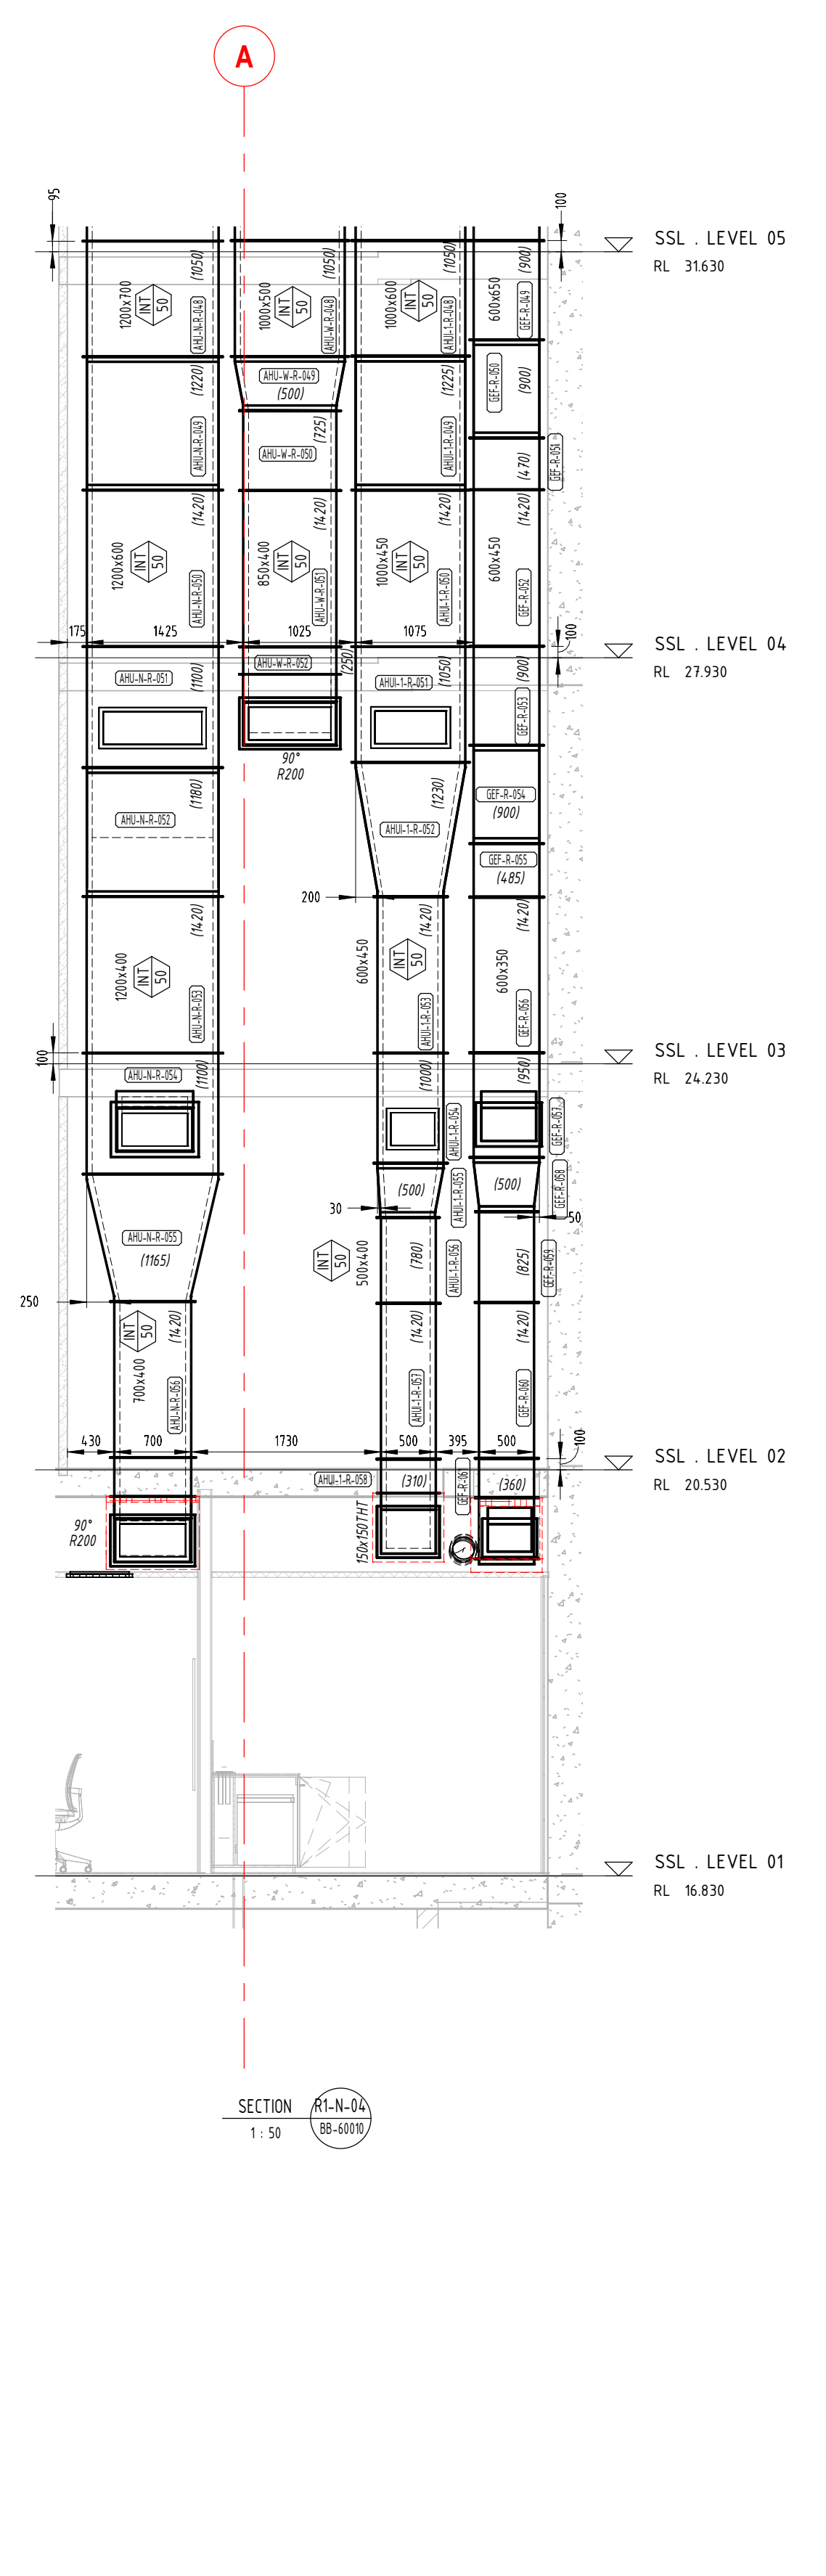 A
95
100
SSL . LEVEL 05
RL 31.630
1200x700
INT
50
(1050)
AHU-N-R-048
1000x500
INT
50
(1050)
AHU-W-R-048
1000x600
INT
50
(1050)
AHUI-1-R-048
600x650
(900)
GEF-R-049
(1220)
AHU-N-R-049
AHU-W-R-049
(500)
(725)
AHU-W-R-050
(1225)
AHUI-1-R-049
GEF-R-050
(900)
(470)
GEF-R-051
1200x600
INT
50
(1420)
AHU-N-R-050
850x400
INT
50
(1420)
AHU-W-R-051
1000x450
INT
50
(1420)
AHUI-1-R-050
600x450
(1420)
GEF-R-052
175
1425
1025
1075
100
SSL . LEVEL 04
RL 27.930
AHU-N-R-051
(1100)
AHU-W-R-052
(250)
AHUI-1-R-051
(1050)
(900)
GEF-R-053
90°
R200
(1180)
AHU-N-R-052
(1230)
AHUI-1-R-052
GEF-R-054
(900)
GEF-R-055
(485)
200
1200x400
INT
50
(1420)
AHU-N-R-053
600x450
INT
50
(1420)
AHUI-1-R-053
600x350
(1420)
GEF-R-056
100
SSL . LEVEL 03
RL 24.230
AHU-N-R-054
(1100)
(1000)
AHUI-1-R-054
(950)
GEF-R-057
(500)
AHUI-1-R-055
(500)
GEF-R-058
30
50
AHU-N-R-055
(1165)
INT
50
500x400
(780)
AHUI-1-R-056
(825)
GEF-R-059
250
INT
50
700x400
(1420)
AHU-N-R-056
(1420)
AHUI-1-R-057
(1420)
GEF-R-060
430
700
1730
500
395
500
100
SSL . LEVEL 02
RL 20.530
AHUI-1-R-058
(310)
(360)
90°
R200
150x150THT
SSL . LEVEL 01
RL 16.830
SECTION
1 : 50
R1-N-04
BB-60010